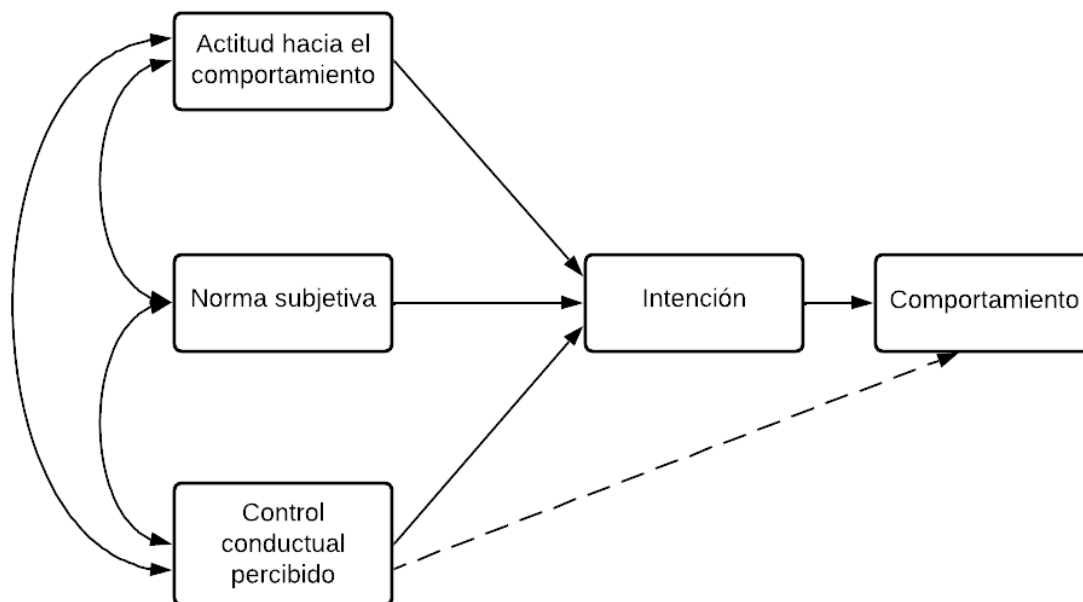 Actitud hacia el
comportamiento
Norma subjetiva
Intención
Comportamiento
Control
conductual
percibido